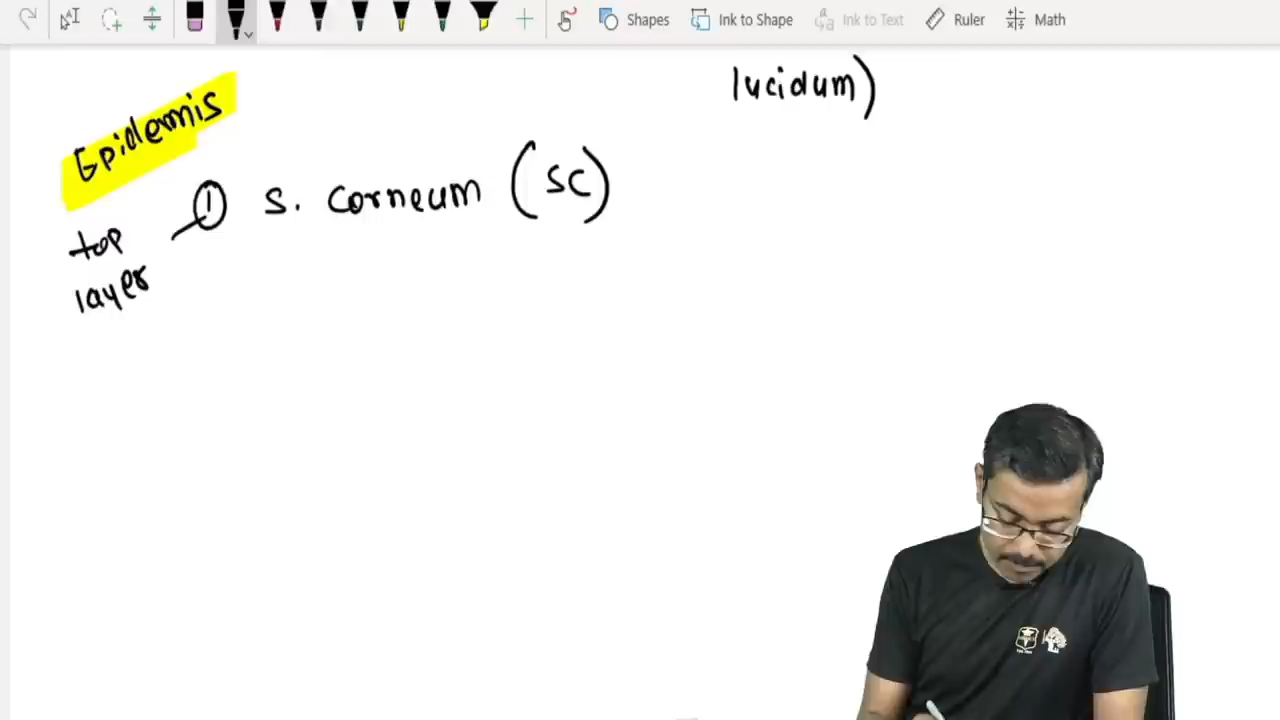 Shapes Ink to Shape Ink to Text Ruler Math
lucidum)
Epidermis
① S. Corneum (SC)
top
layer